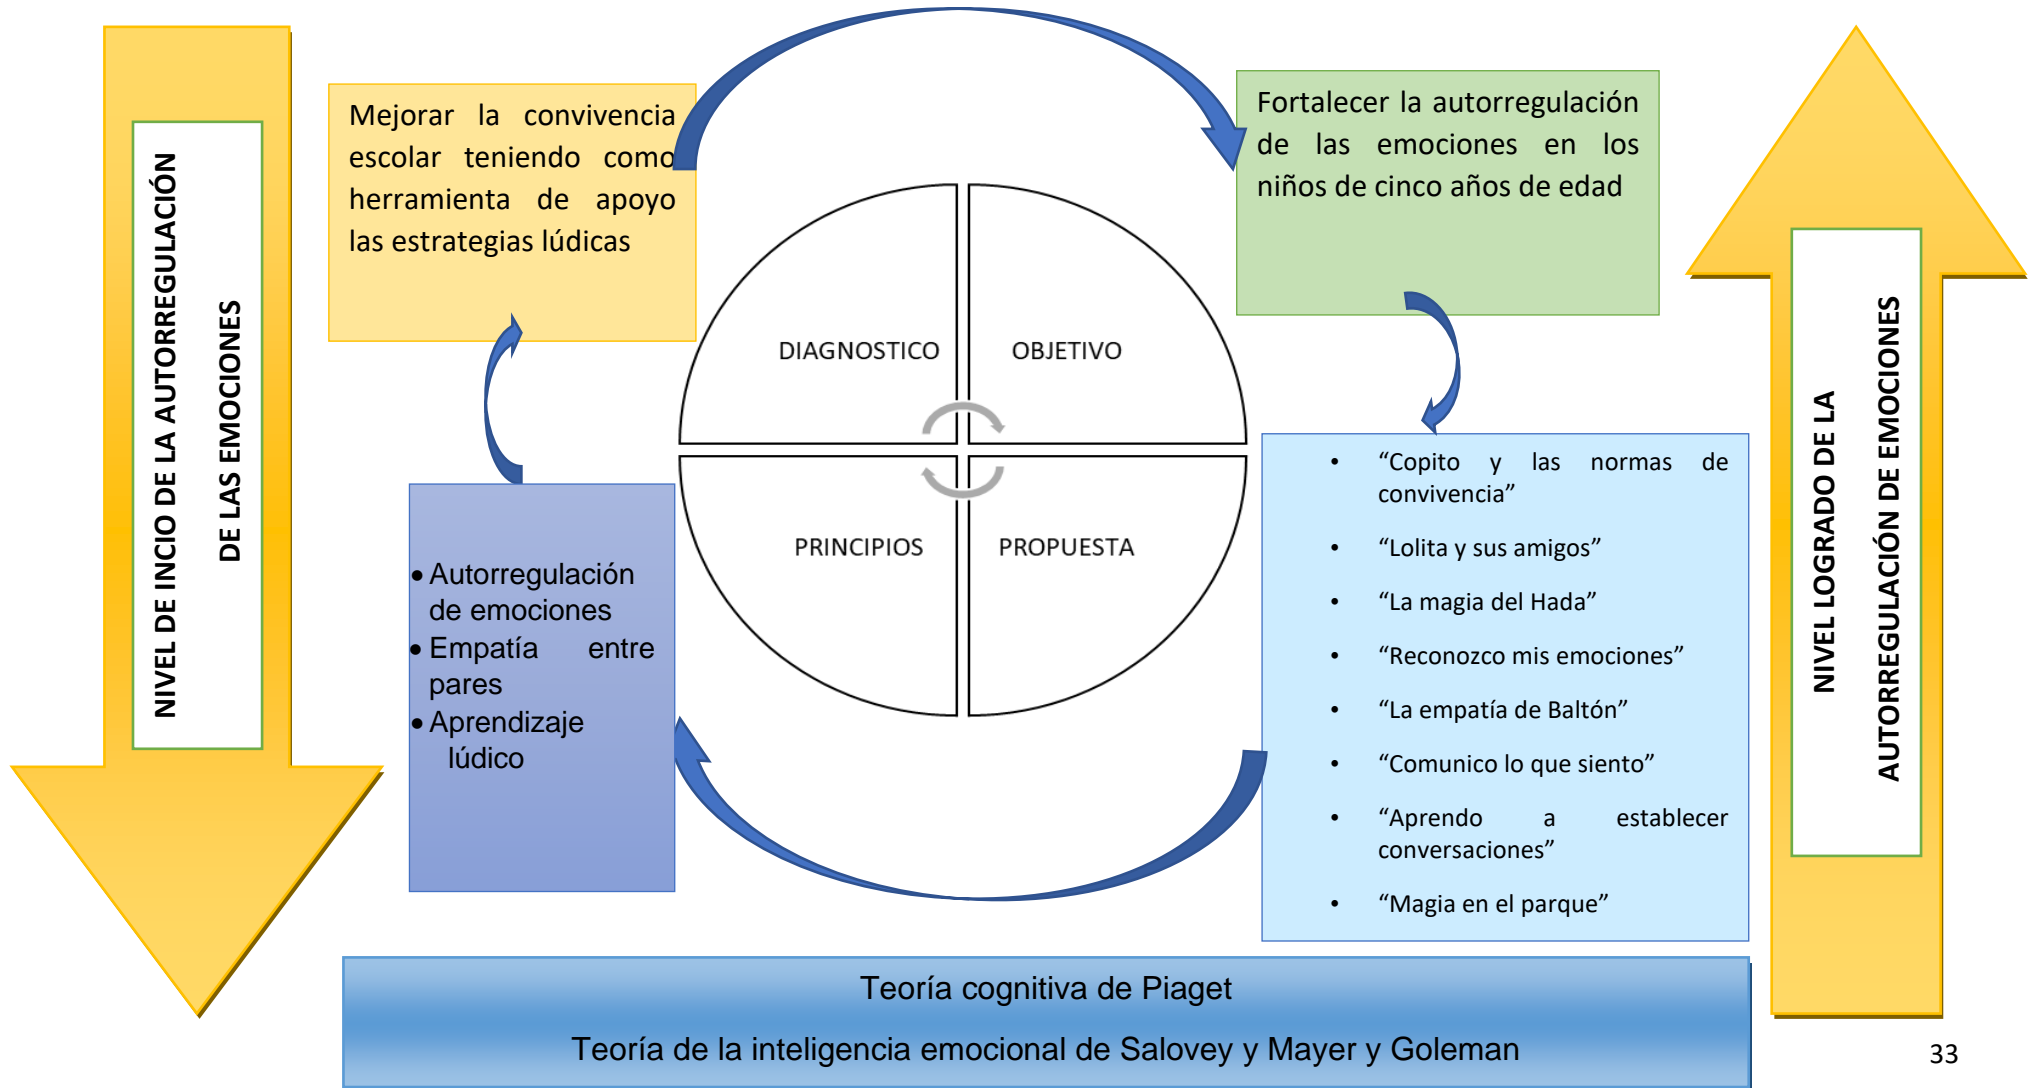 NIVEL DE INCIO DE LA AUTORREGULACIÓN
DE LAS EMOCIONES
Mejorar la convivencia
escolar teniendo como
herramienta de apoyo
las estrategias lúdicas
Fortalecer la autorregulación
de las emociones en los
niños de cinco años de edad
DIAGNOSTICO
OBJETIVO
PRINCIPIOS
PROPUESTA
• Autorregulación
de emociones
• Empatía entre
pares
• Aprendizaje
lúdico
• “Copito y las normas de
convivencia”
• “Lolita y sus amigos”
• “La magia del Hada”
• “Reconozco mis emociones”
• “La empatía de Baltón”
• “Comunico lo que siento”
• “Aprendo a establecer
conversaciones”
• “Magia en el parque”
NIVEL LOGRADO DE LA
AUTORREGULACIÓN DE EMOCIONES
Teoría cognitiva de Piaget
Teoría de la inteligencia emocional de Salovey y Mayer y Goleman
33